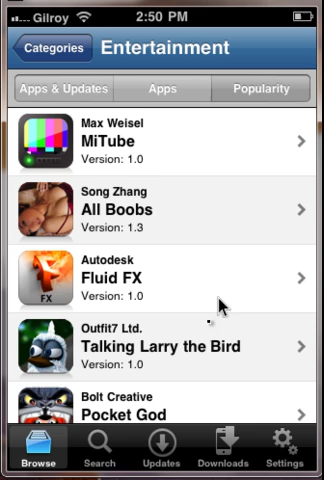 Gilroy 2:50 PM
Categories Entertainment
Apps & Updates Apps Popularity
Max Weisel
MiTube
Version: 1.0
Song Zhang
All Boobs
Version: 1.3
Autodesk
Fluid FX
Version: 1.0
FX
Outfit7 Ltd.
Talking Larry the Bird
Version: 1.0
Bolt Creative
Pocket God
Browse Search Updates Downloads Settings